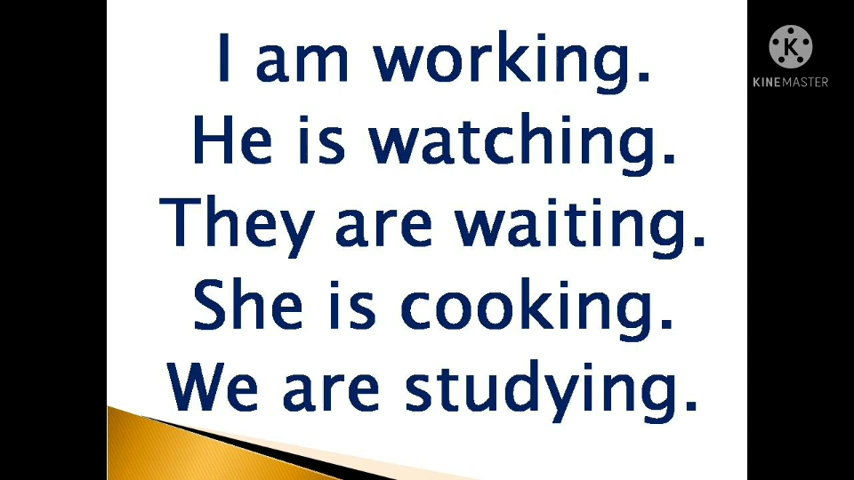 I am working.
He is watching.
They are waiting.
She is cooking.
We are studying.
K
KINEMASTER